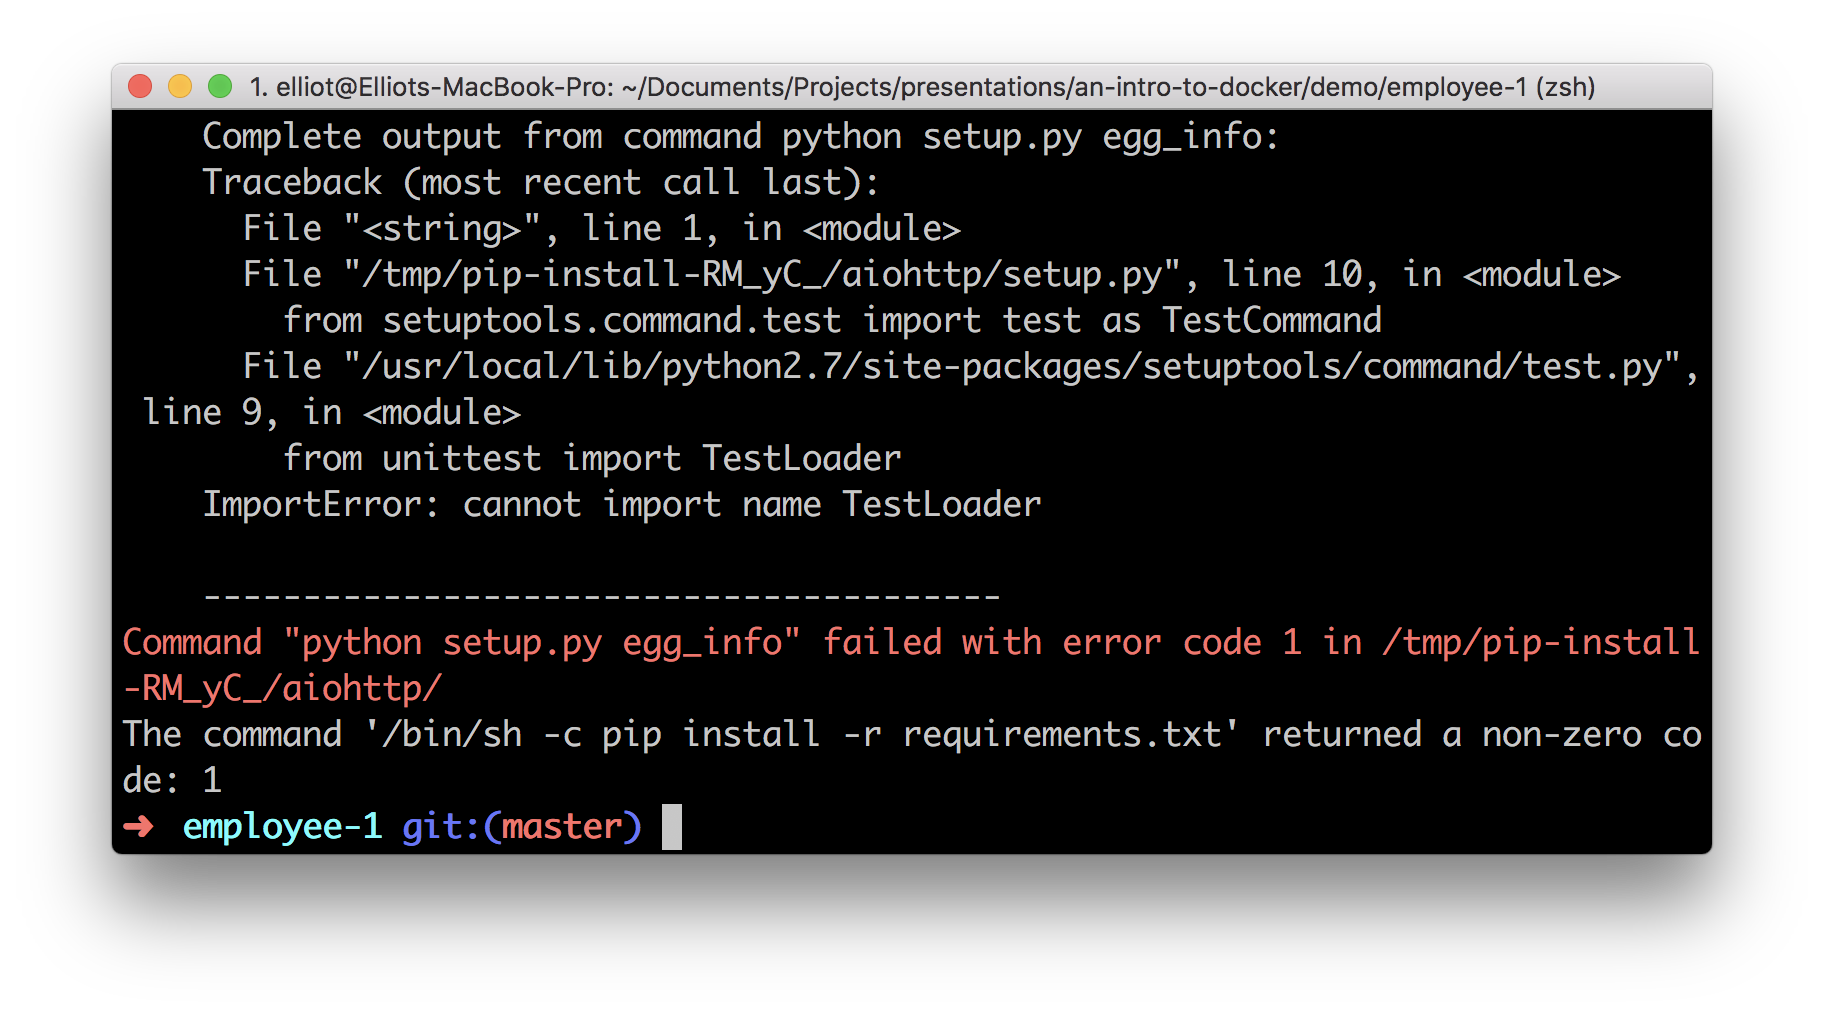 1. elliot@Elliots-MacBook-Pro: ~/Documents/Projects/presentations/an-intro-to-docker/demo/employee-1 (zsh)
Complete output from command python setup.py egg_info:
Traceback (most recent call last):
File "<string>", line 1, in <module>
File "/tmp/pip-install-RM_yC_/aiohttp/setup.py", line 10, in <module>
from setuptools.command.test import test as TestCommand
File "/usr/local/lib/python2.7/site-packages/setuptools/command/test.py",
line 9, in <module>
from unittest import TestLoader
ImportError: cannot import name TestLoader
----------------------------------------
Command "python setup.py egg_info" failed with error code 1 in /tmp/pip-install
-RM_yC_/aiohttp/
The command '/bin/sh -c pip install -r requirements.txt' returned a non-zero co
de: 1
➜ employee-1 git:(master)